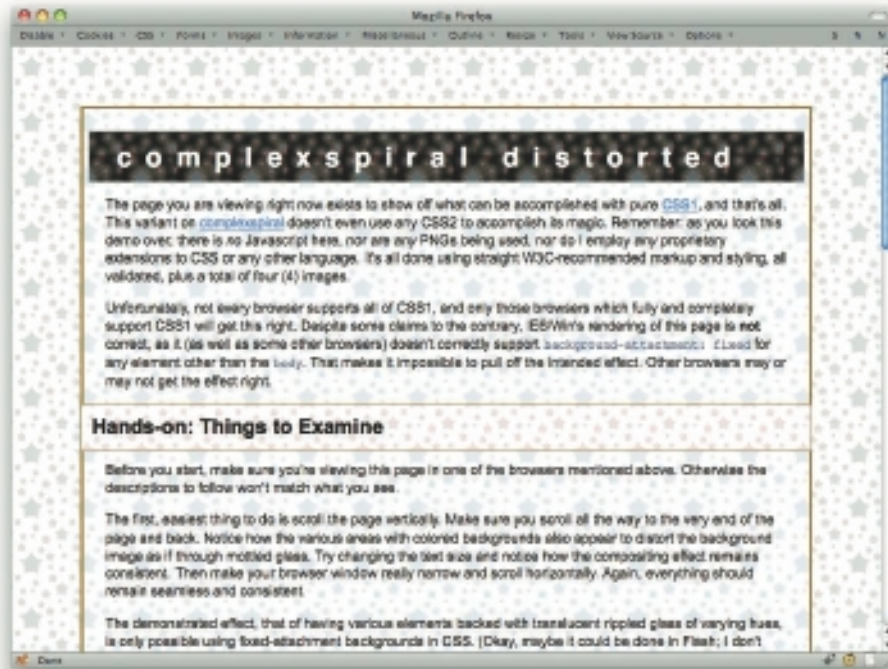 Mozilla Firefox
Disable Cookies CSS Forms Images Information Miscellaneous Outline Resize Tools View Source Options
complexspiral distorted
The page you are viewing right now exists to show off what can be accomplished with pure CSS1, and that's all.
This variant on complexspiral doesn't even use any CSS2 to accomplish its magic. Remember: as you look this
demo over, there is no Javascript here, nor are any PNGs being used, nor do I employ any proprietary
extensions to CSS or any other language. It's all done using straight W3C-recommended markup and styling, all
validated, plus a total of four (4) images.
Unfortunately, not every browser supports all of CSS1, and only those browsers which fully and completely
support CSS1 will get this right. Despite some claims to the contrary, IE6/Win's rendering of this page is not
correct, as it (as well as some other browsers) doesn't correctly support background-attachment: fixed for
any element other than the body. That makes it impossible to pull off the intended effect. Other browsers may or
may not get the effect right.
Hands-on: Things to Examine
Before you start, make sure you're viewing this page in one of the browsers mentioned above. Otherwise the
descriptions to follow won't match what you see.
The first, easiest thing to do is scroll the page vertically. Make sure you scroll all the way to the very end of the
page and back. Notice how the various areas with colored backgrounds also appear to distort the background
image as if through mottled glass. Try changing the text size and notice how the compositing effect remains
consistent. Then make your browser window really narrow and scroll horizontally. Again, everything should
remain seamless and consistent.
The demonstrated effect, that of having various elements backed with translucent rippled glass of varying hues,
is only possible using fixed-attachment backgrounds in CSS. (Okay, maybe it could be done in Flash; I don't
Done